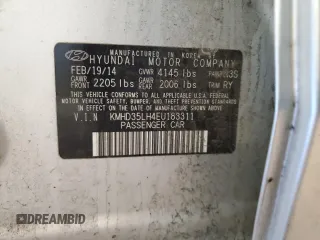 MANUFACTURED IN KOREA BY
HYUNDAI MOTOR COMPANY
FEB/19/14 GVWR 4145 lbs
GAWR FRONT 2205 lbs GAWR REAR 2006 lbs TRIM RY
THIS VEHICLE CONFORMS TO ALL APPLICABLE
FEDERAL MOTOR VEHICLE SAFETY, BUMPER, AND
THEFT PREVENTION STANDARDS IN EFFECT ON
THE DATE OF MANUFACTURE SHOWN ABOVE.
V.I.N KMHD35LH4EU183311
PASSENGER CAR
DREAMBID